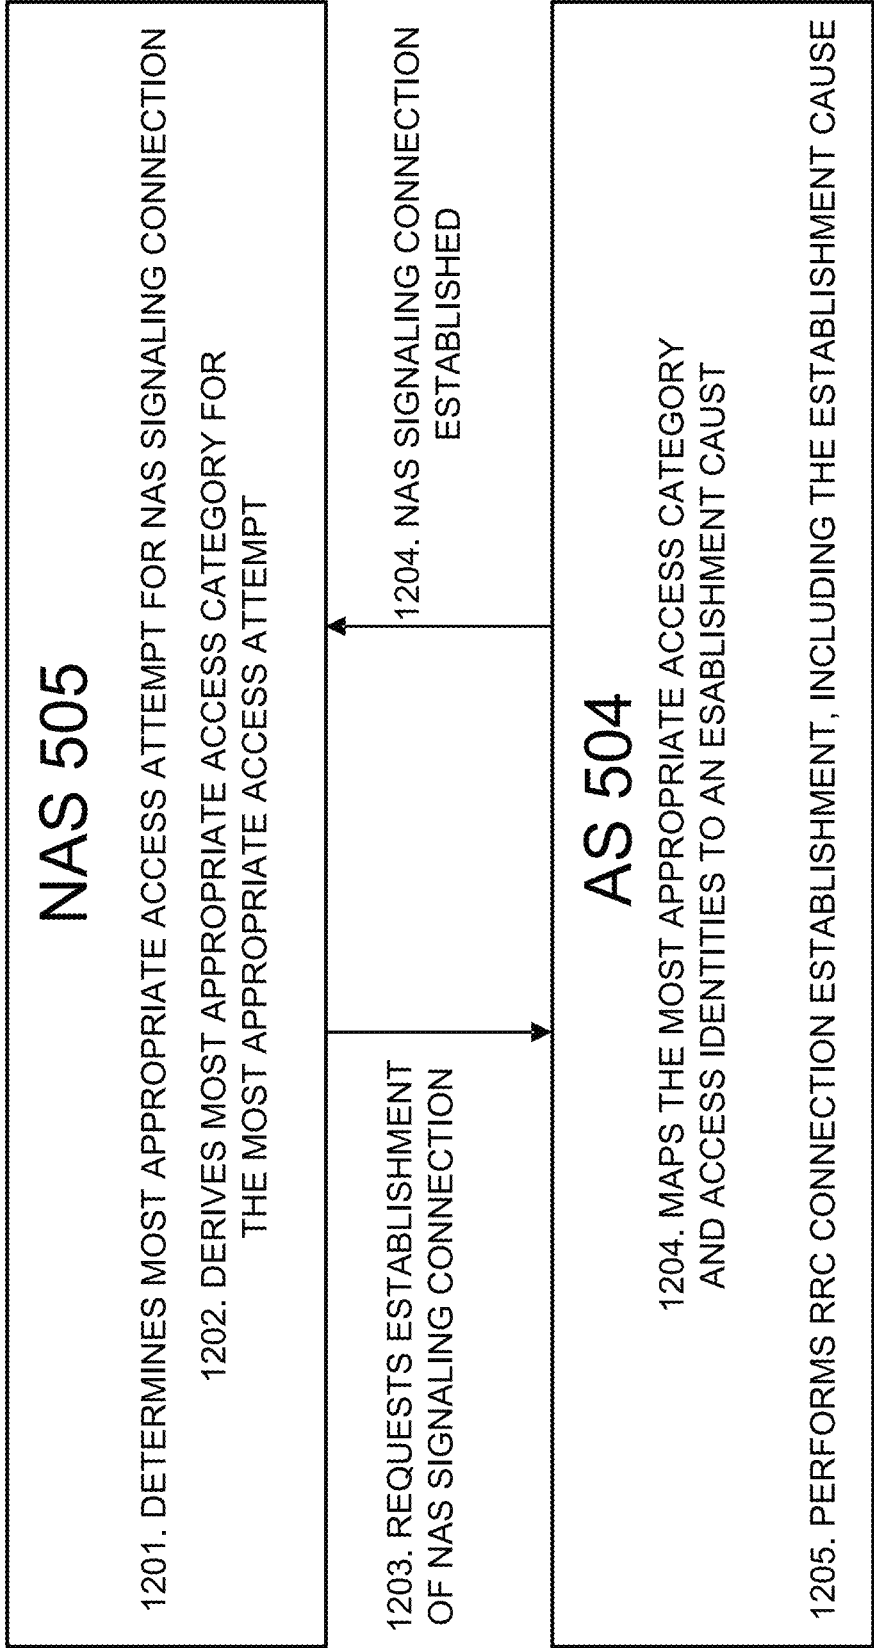 NAS 505
1201. DETERMINES MOST APPROPRIATE ACCESS ATTEMPT FOR NAS SIGNALING CONNECTION
1202. DERIVES MOST APPROPRIATE ACCESS CATEGORY FOR
THE MOST APPROPRIATE ACCESS ATTEMPT
1203. REQUESTS ESTABLISHMENT
OF NAS SIGNALING CONNECTION
1204. NAS SIGNALING CONNECTION
ESTABLISHED
AS 504
1204. MAPS THE MOST APPROPRIATE ACCESS CATEGORY
AND ACCESS IDENTITIES TO AN ESABLISHMENT CAUST
1205. PERFORMS RRC CONNECTION ESTABLISHMENT, INCLUDING THE ESTABLISHMENT CAUSE